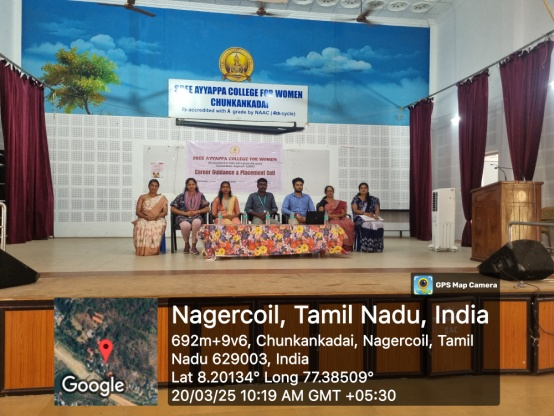 SREE AYYAPPA COLLEGE FOR WOMEN
CHUNKANKADAI
Re-accredited with A grade by NAAC (4th cycle)
SREE AYYAPPA COLLEGE FOR WOMEN
Career Guidance & Placement Cell
GPS Map Camera
Nagercoil, Tamil Nadu, India
692m+9v6, Chunkankadai, Nagercoil, Tamil
Nadu 629003, India
Lat 8.20134° Long 77.38509°
20/03/25 10:19 AM GMT +05:30
Google